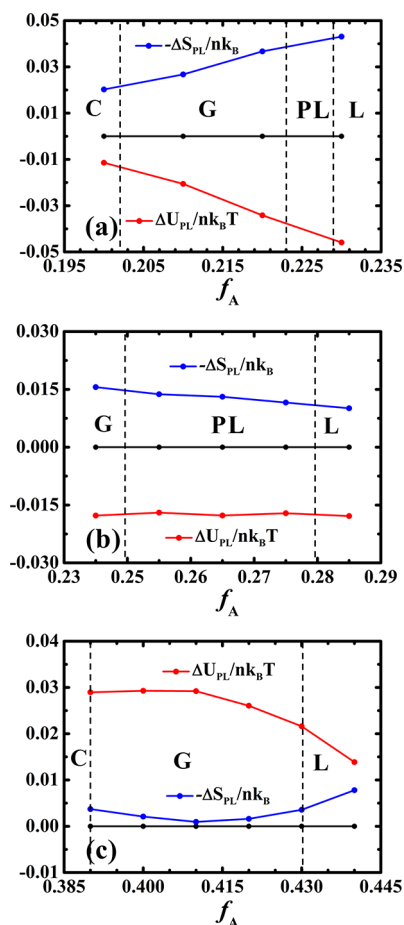 0.05
-ΔS_PL/nk_B
0.03
C G PL L
0.01
-0.01
-0.03
ΔU_PL/nk_BT
(a)
-0.05
0.195 0.205 0.215 0.225 0.235
f_A
0.030
-ΔS_PL/nk_B
0.015
G PL L
0.000
-0.015
ΔU_PL/nk_BT
(b)
-0.030
0.23 0.24 0.25 0.26 0.27 0.28 0.29
f_A
0.04
ΔU_PL/nk_BT
0.03
0.02
C G L
0.01
-ΔS_PL/nk_B
0.00
(c)
-0.01
0.385 0.400 0.415 0.430 0.445
f_A